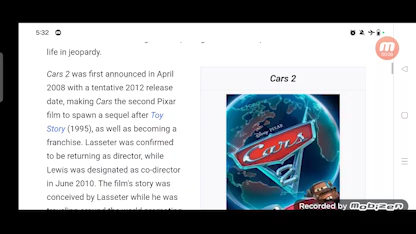 5:32
life in jeopardy.
Cars 2 was first announced in April
2008 with a tentative 2012 release
date, making Cars the second Pixar
film to spawn a sequel after Toy
Story (1995), as well as becoming a
franchise. Lasseter was confirmed
to be returning as director, while
Lewis was designated as co-director
in June 2010. The film's story was
conceived by Lasseter while he was
Cars 2
Disney PIXAR
Cars
2
Recorded by Mobizen